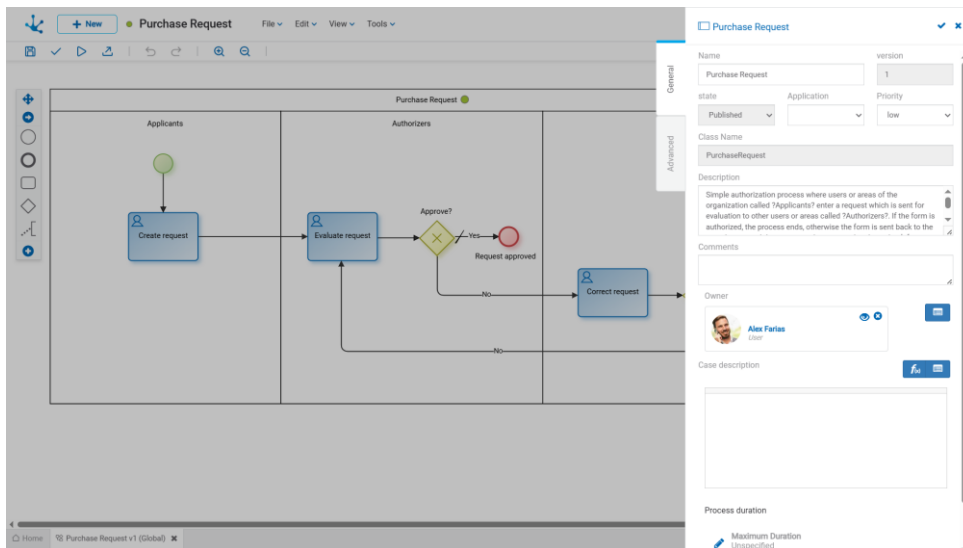 + New
Purchase Request
File
Edit
View
Tools
Purchase Request
Applicants
Authorizers
Create request
Evaluate request
Approve?
Yes
Request approved
No
Correct request
No
Home
Purchase Request v1 (Global)
General
Advanced
Purchase Request
Name
version
Purchase Request
1
state
Application
Priority
Published
low
Class Name
PurchaseRequest
Description
Simple authorization process where users or areas of the
organization called ?Applicants? enter a request which is sent for
evaluation to other users or areas called ?Authorizers?. If the form is
authorized, the process ends, otherwise the form is sent back to the
Comments
Owner
Alex Farias
User
Case description
f(x)
Process duration
Maximum Duration
Unspecified